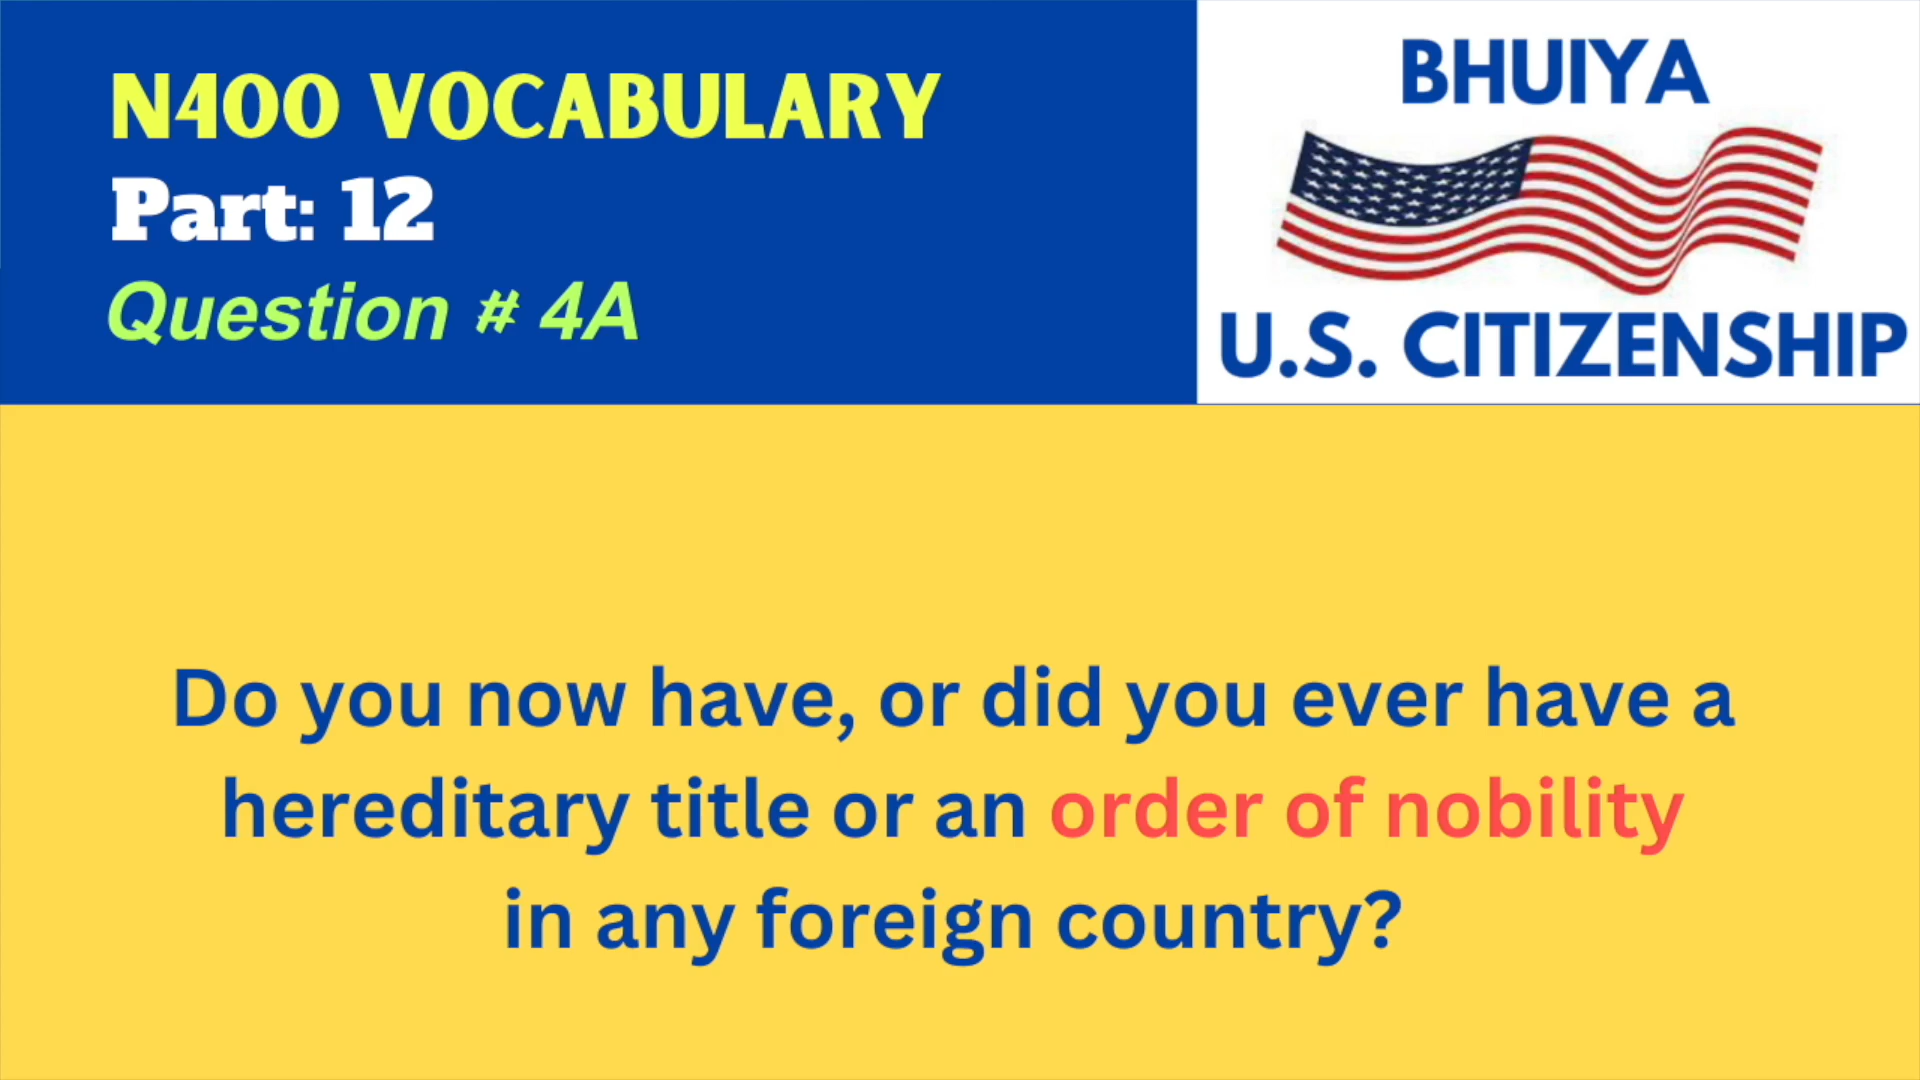 N400 VOCABULARY
Part: 12
Question # 4A
BHUIYA
U.S. CITIZENSHIP
Do you now have, or did you ever have a
hereditary title or an order of nobility
in any foreign country?